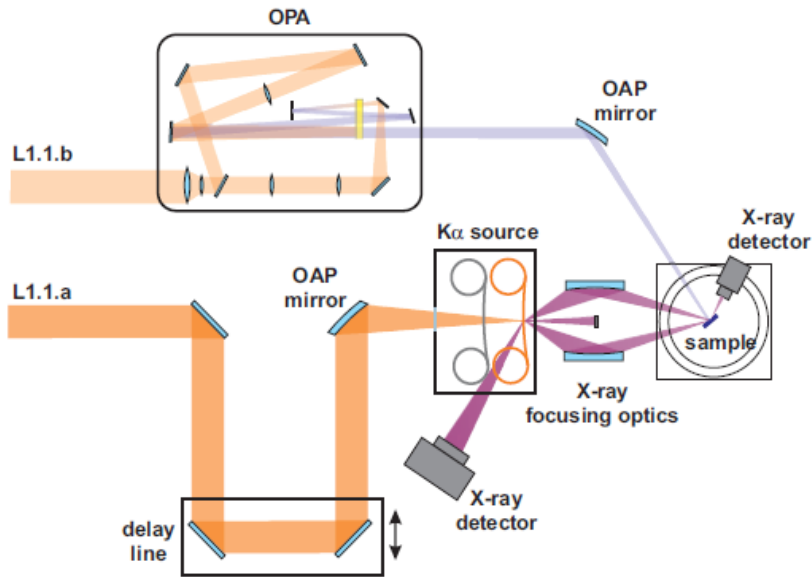 OPA
OAP
mirror
L1.1.b
X-ray
detector
Kα source
OAP
mirror
L1.1.a
sample
X-ray
focusing optics
X-ray
detector
delay
line